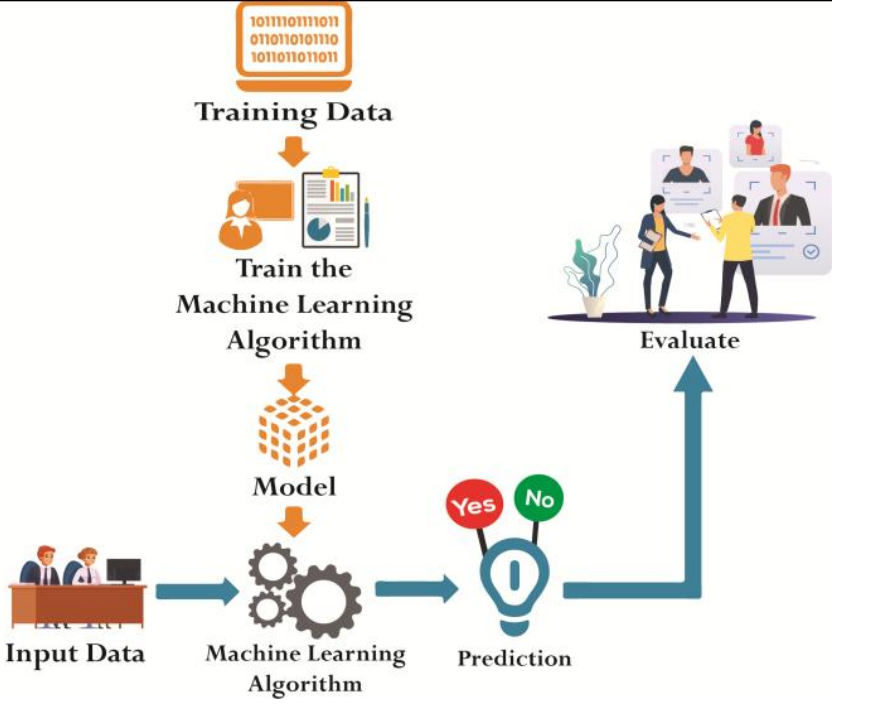 1011110111011
0110110101110
1011011011011
Training Data
Train the
Machine Learning
Algorithm
Model
Evaluate
Yes
No
Input Data
Machine Learning
Algorithm
Prediction